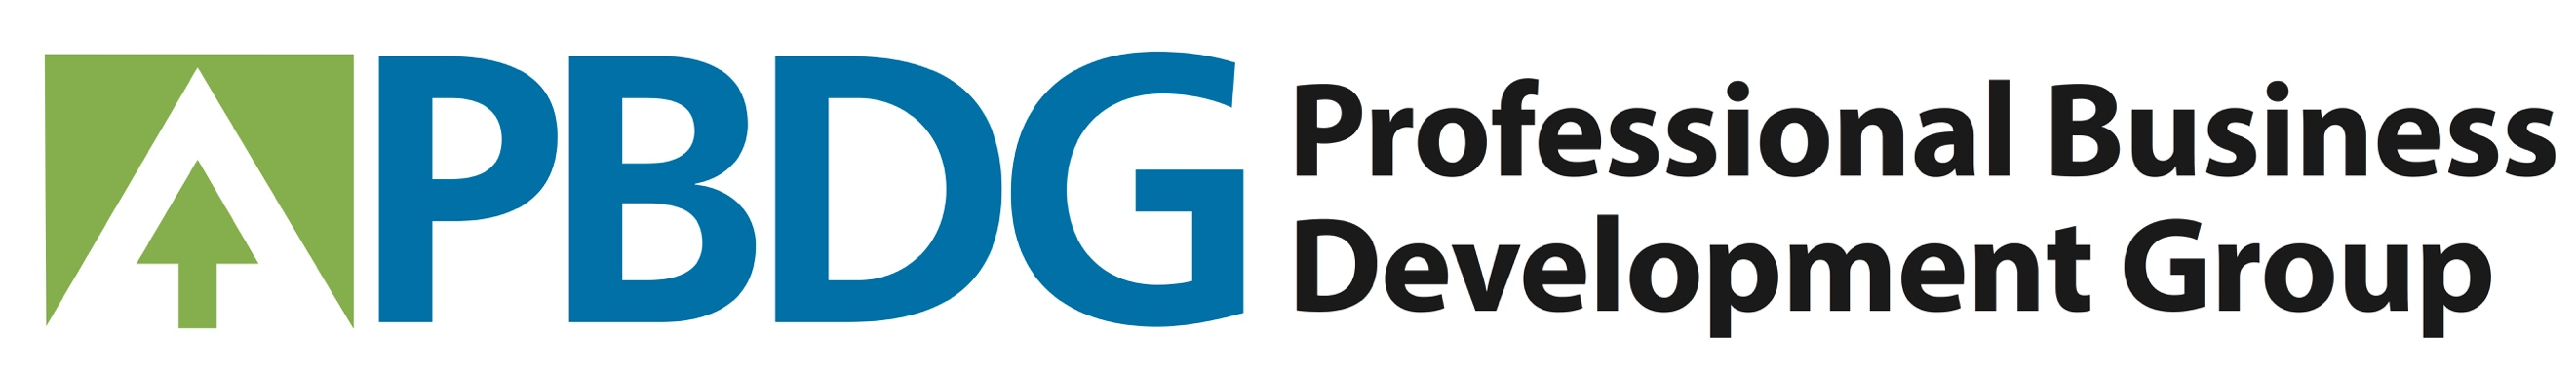 PBDG
Professional Business
Development Group